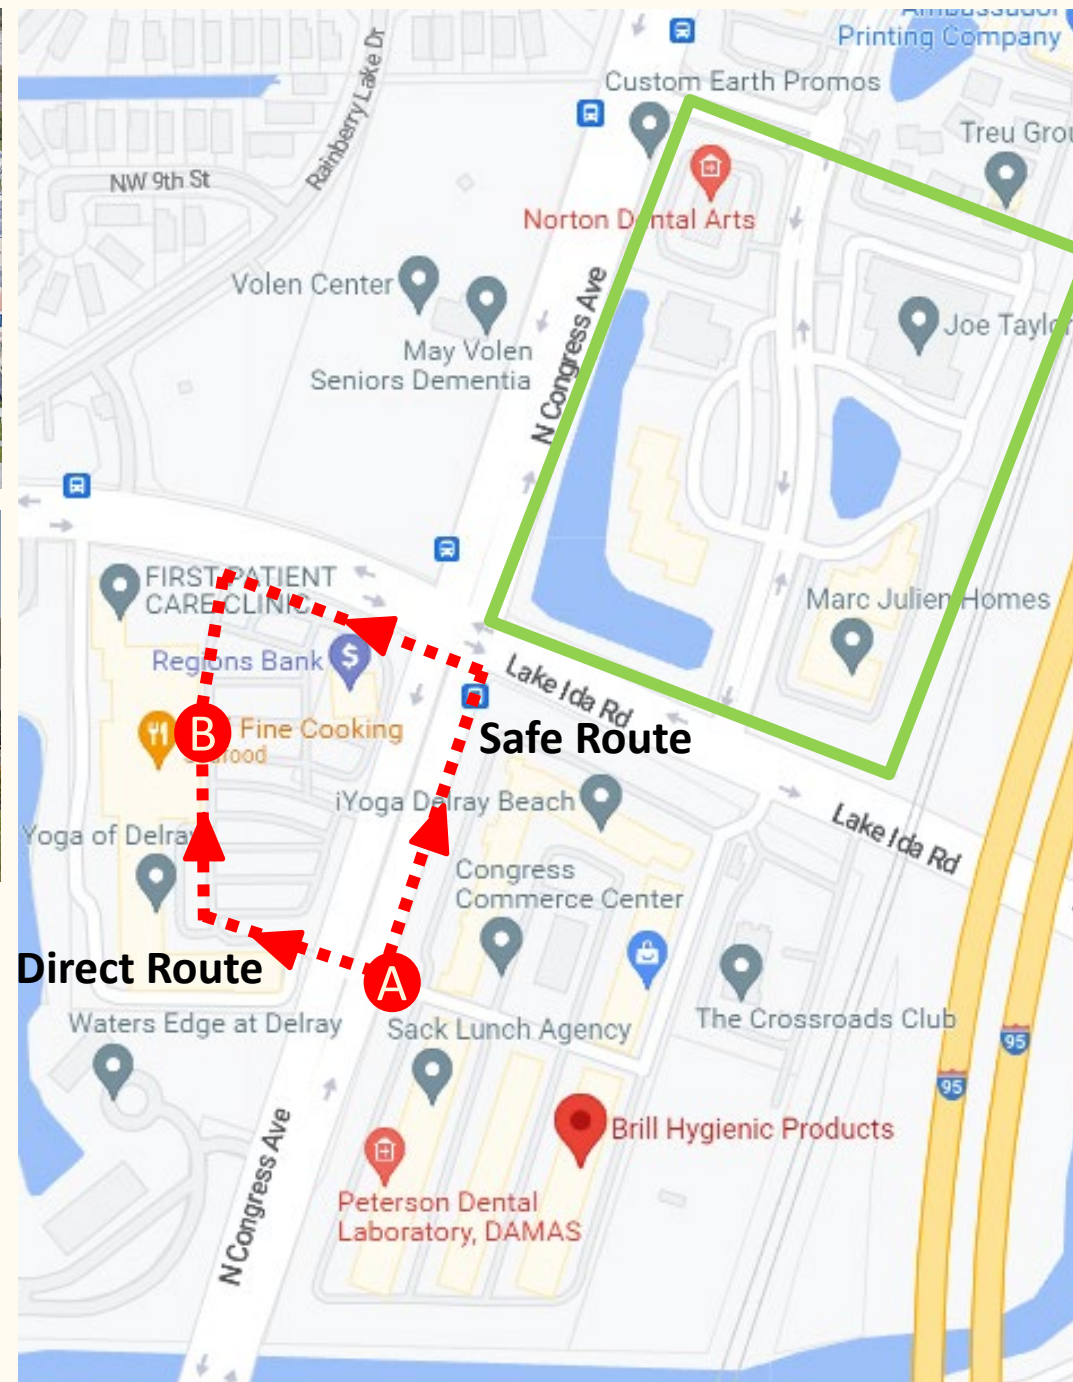 Ambassador
Printing Company
Custom Earth Promos
Treu Grou
Rainberry Lake Dr
NW 9th St
Norton Dental Arts
Volen Center
N Congress Ave
Joe Taylor
May Volen
Seniors Dementia
FIRST PATIENT
CARE CLINIC
Marc Julien Homes
Regions Bank
$
Lake Ida Rd
B
Fine Cooking
Safe Route
iYoga Delray Beach
Yoga of Delray
Lake Ida Rd
Congress
Commerce Center
Direct Route
A
Waters Edge at Delray
Sack Lunch Agency
The Crossroads Club
95
95
Brill Hygienic Products
N Congress Ave
Peterson Dental
Laboratory, DAMAS